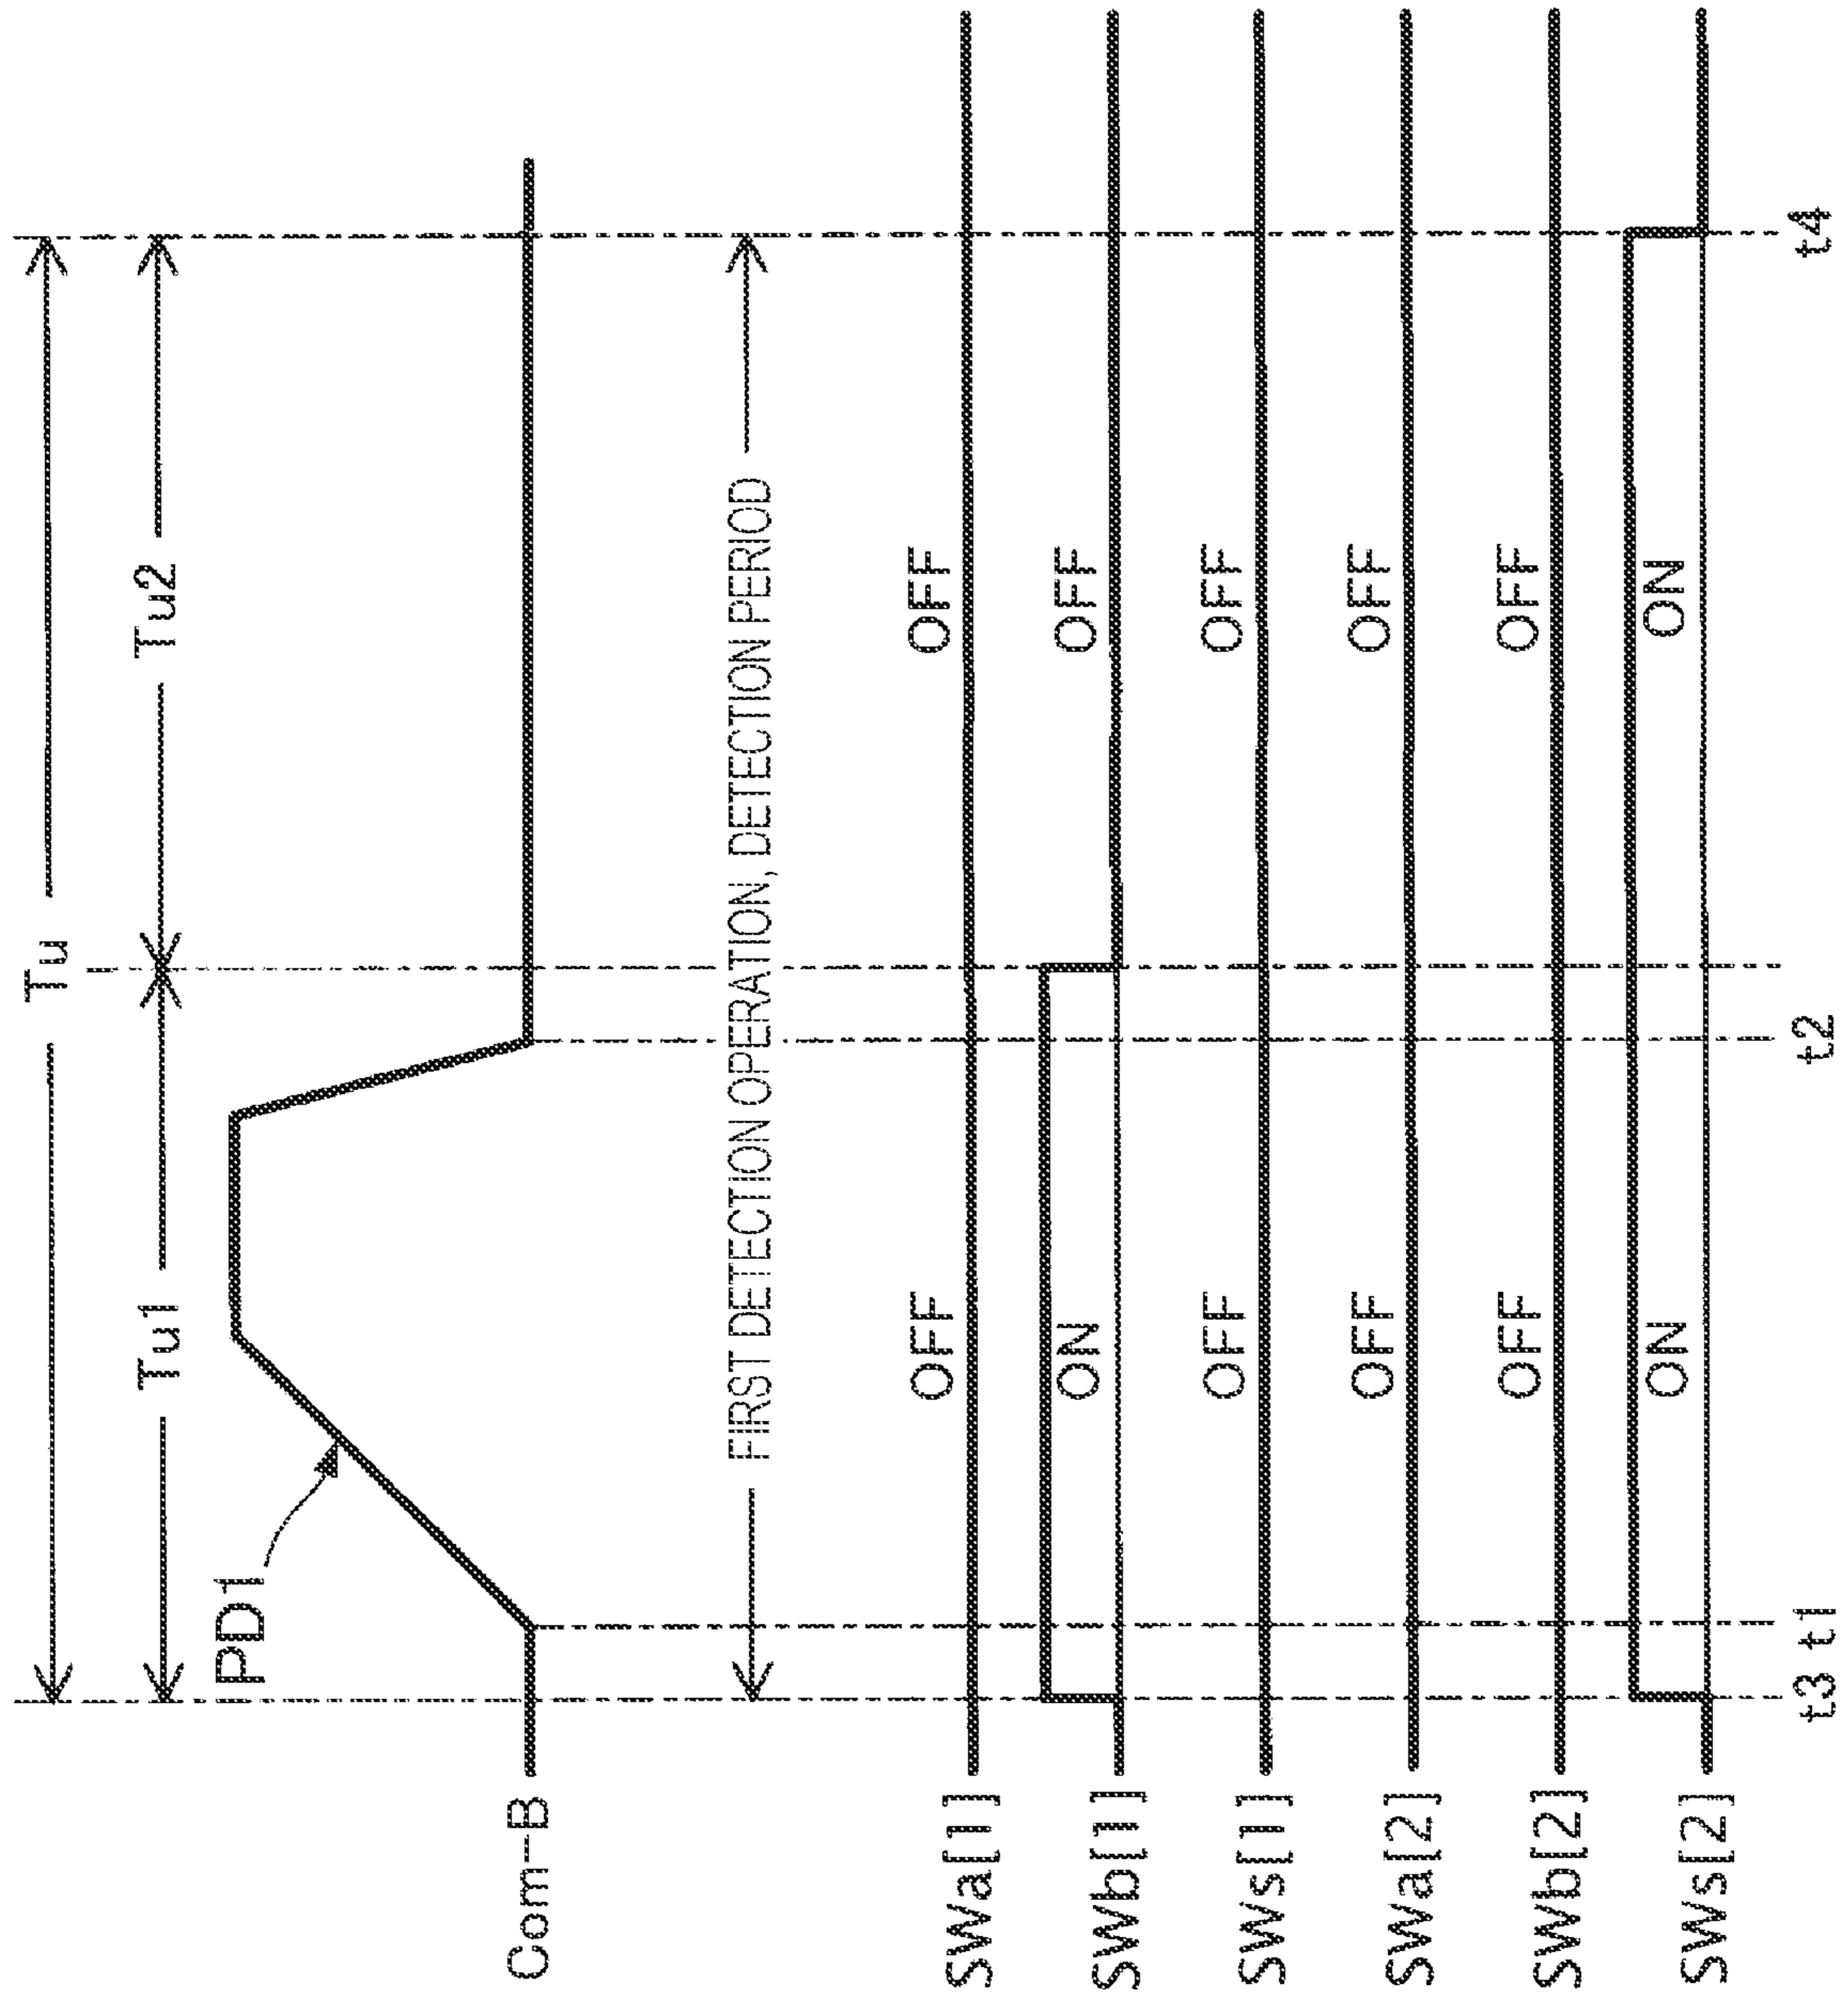 Tu
Tu1
Tu2
PD1
Com-B
FIRST DETECTION OPERATION, DETECTION PERIOD
SWa[1]
OFF
OFF
SWb[1]
ON
OFF
SWs[1]
OFF
OFF
SWa[2]
OFF
OFF
SWb[2]
OFF
OFF
SWs[2]
ON
ON
t3
t1
t2
t4